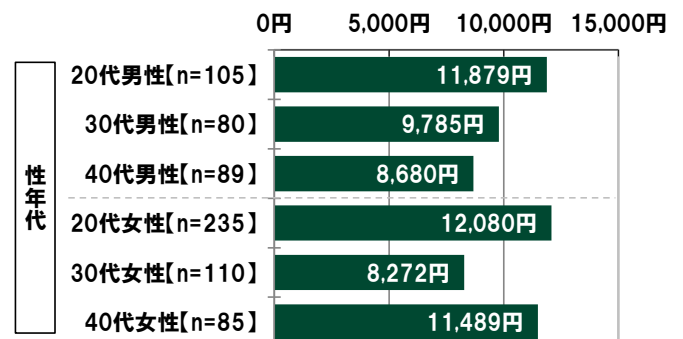 0円 5,000円 10,000円 15,000円
性年代
20代男性【n=105】 11,879円
30代男性【n=80】 9,785円
40代男性【n=89】 8,680円
20代女性【n=235】 12,080円
30代女性【n=110】 8,272円
40代女性【n=85】 11,489円